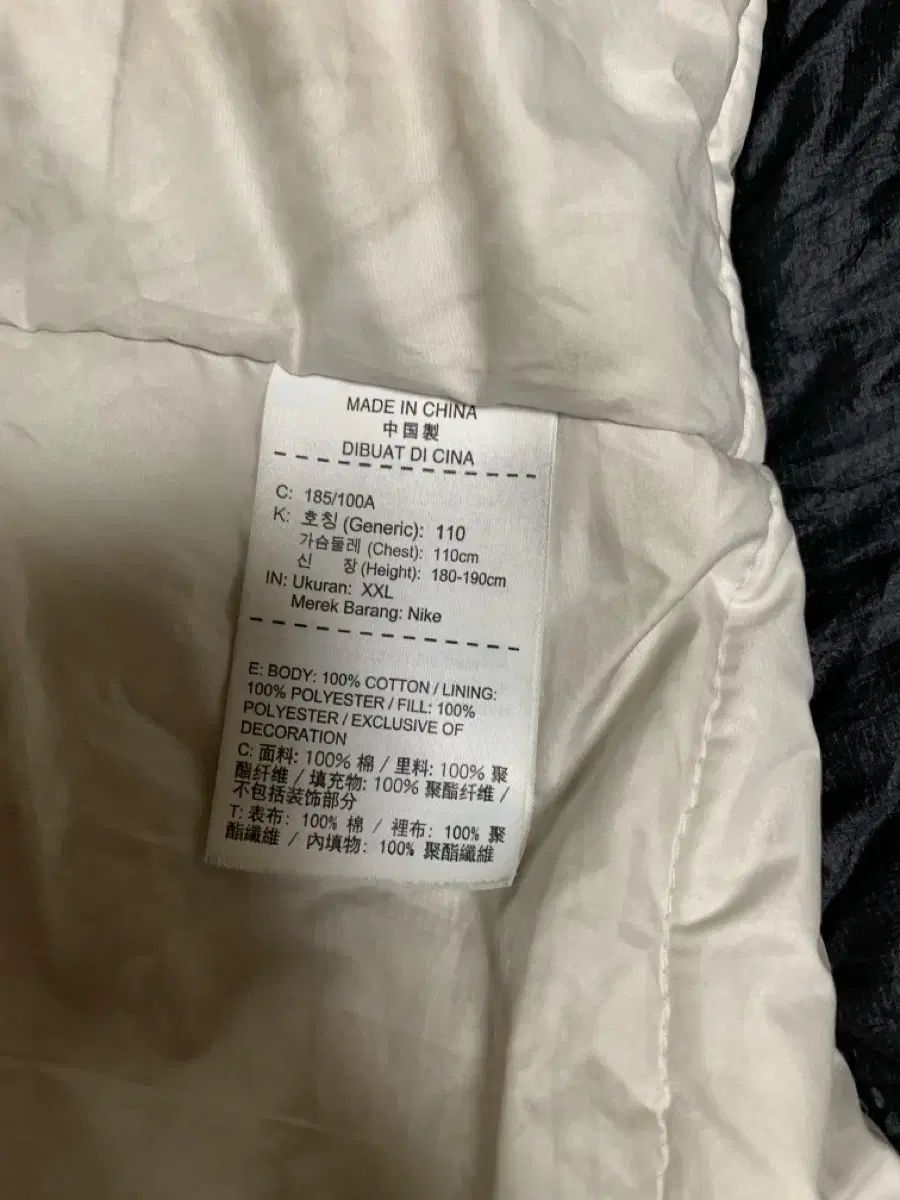 MADE IN CHINA
中国製
DIBUAT DI CINA
C: 185/100A
K: 호칭 (Generic): 110
가슴둘레 (Chest): 110cm
신 장 (Height): 180-190cm
IN: Ukuran: XXL
Merek Barang: Nike
E: BODY: 100% COTTON / LINING:
100% POLYESTER / FILL: 100%
POLYESTER / EXCLUSIVE OF
DECORATION
C: 面料: 100% 棉 / 里料: 100% 聚
酯纤维 / 填充物: 100% 聚酯纤维 /
不包括装饰部分
T: 表布: 100% 棉 / 裡布: 100% 聚
酯纖維 / 內填物: 100% 聚酯纖維